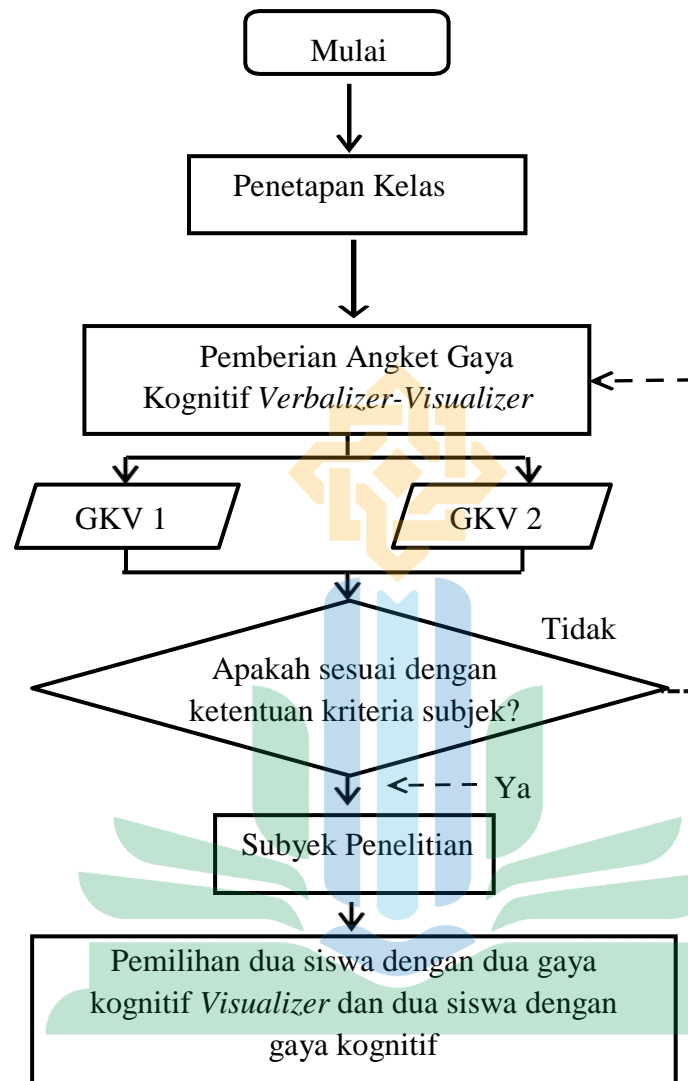 Mulai
Penetapan Kelas
Pemberian Angket Gaya
Kognitif Verbalizer-Visualizer
GKV 1
GKV 2
Tidak
Apakah sesuai dengan
ketentuan kriteria subjek?
Ya
Subyek Penelitian
Pemilihan dua siswa dengan dua gaya
kognitif Visualizer dan dua siswa dengan
gaya kognitif